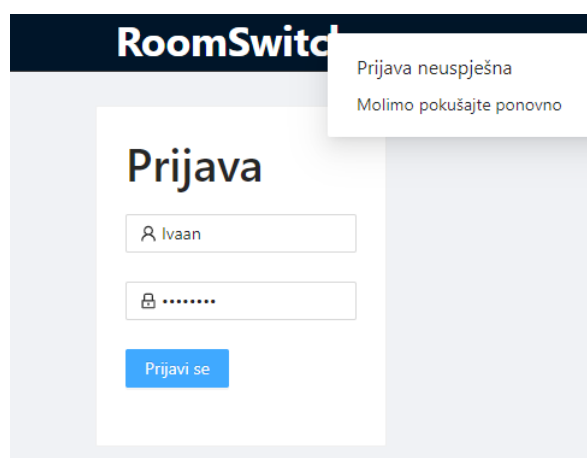 RoomSwitc
Prijava neuspješna
Molimo pokušajte ponovno
Prijava
Ivaan
••••••••
Prijavi se